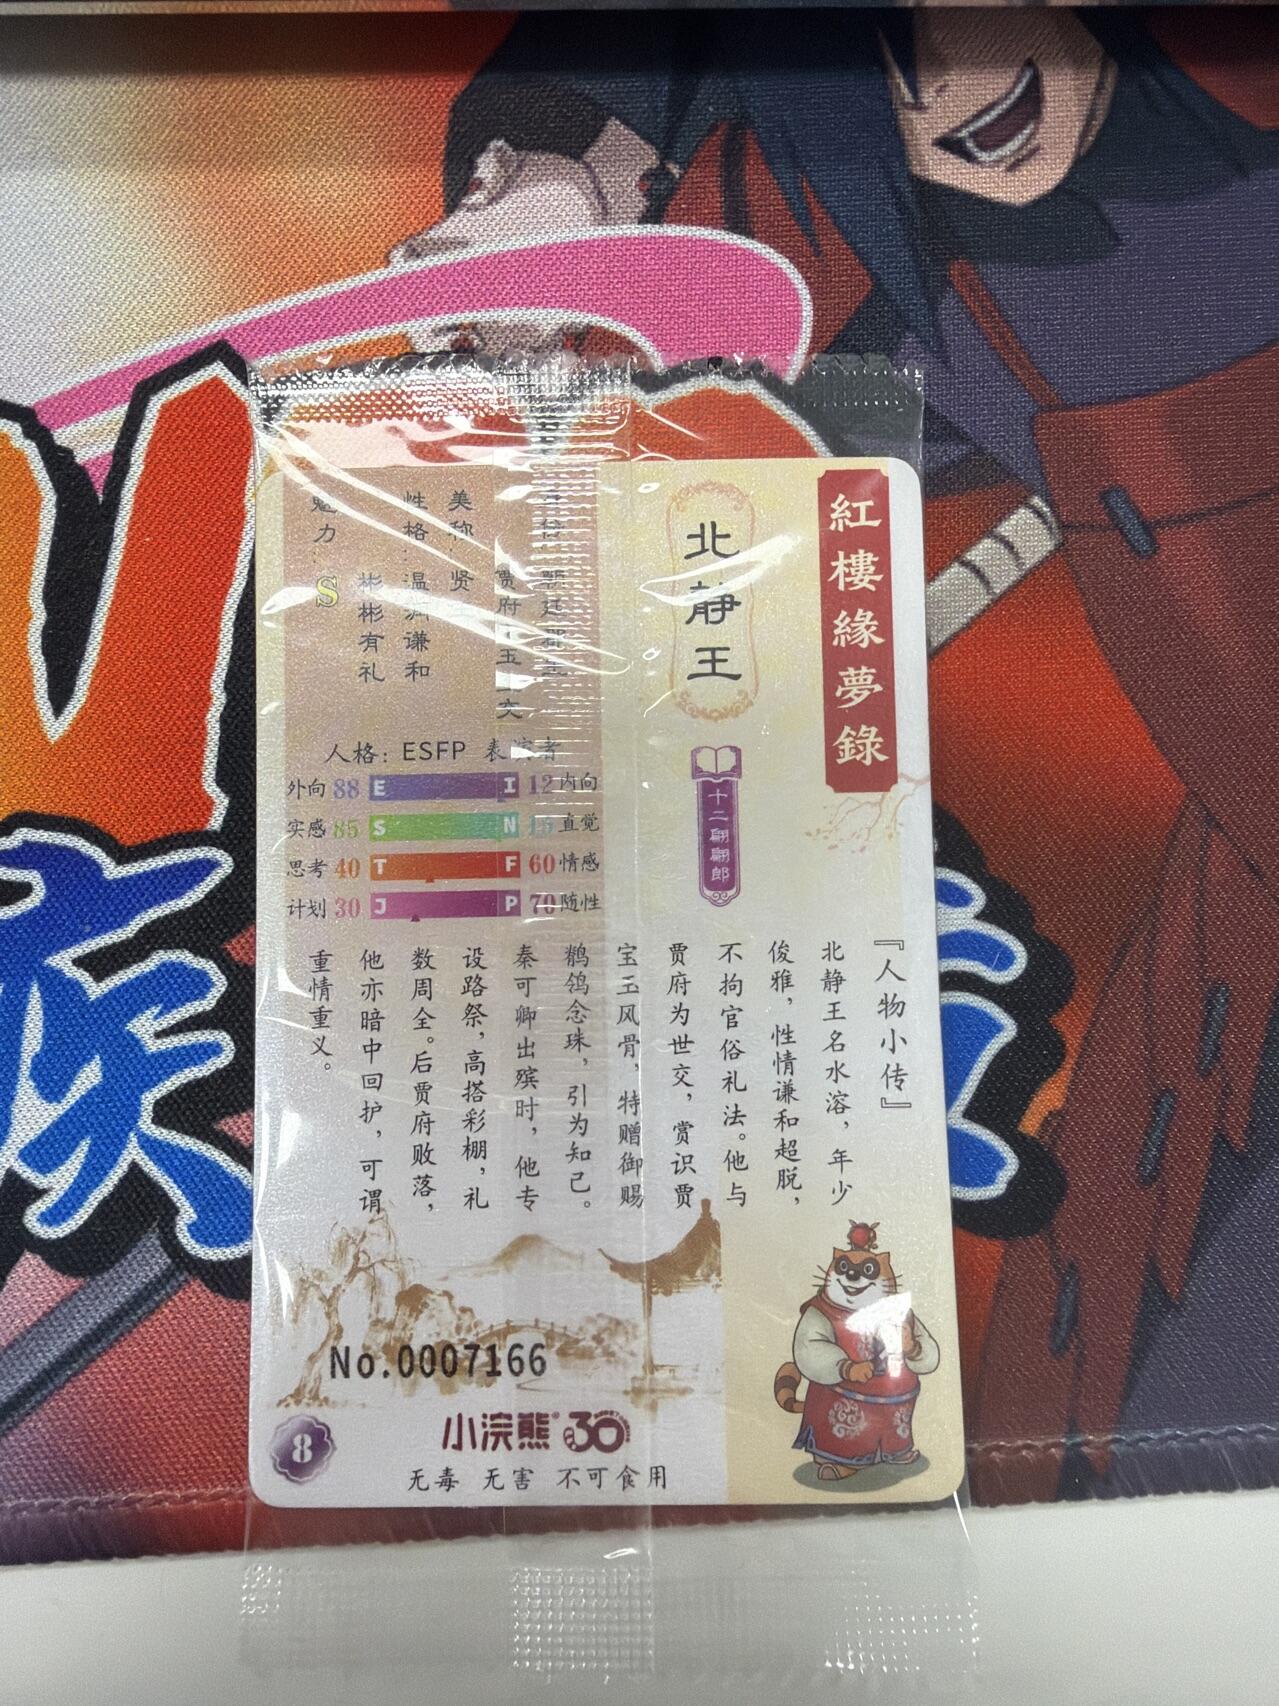 紅樓緣夢錄
北静王
十二翩翩郎
美称：贤
性格：温润谦和
彬彬有礼
魅力：S
人格：ESFP 表演者
外向 88 E I 12 内向
实感 85 S N 15 直觉
思考 40 T F 60 情感
计划 30 J P 70 随性
『人物小传』
北静王名水溶，年少
俊雅，性情谦和超脱，
不拘官俗礼法。他与
贾府为世交，赏识贾
宝玉风骨，特赠御赐
鹡鸰念珠，引为知己。
秦可卿出殡时，他专
设路祭，高搭彩棚，礼
数周全。后贾府败落，
他亦暗中回护，可谓
重情重义。
No.0007166
8
小浣熊 30
无毒 无害 不可食用
族